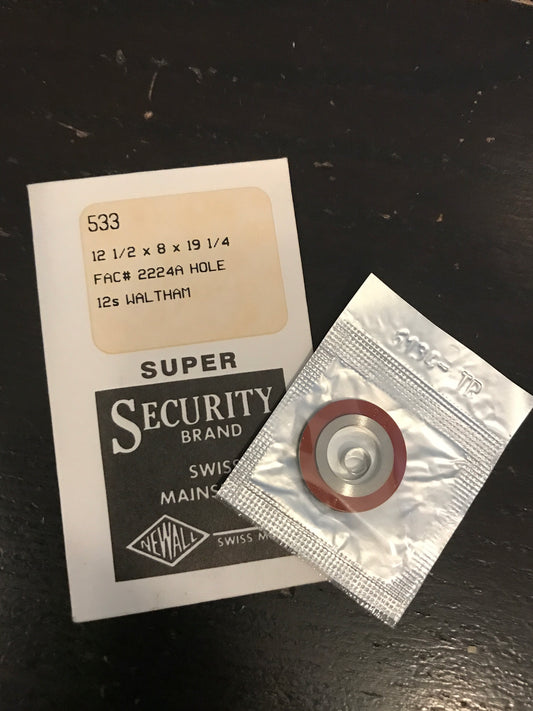 533
12 1/2 x 8 x 19 1/4
FAC# 2224A HOLE
12s WALTHAM
SUPER
SECURITY
BRAND
SWISS
MAINS
NEWALL
SWISS M